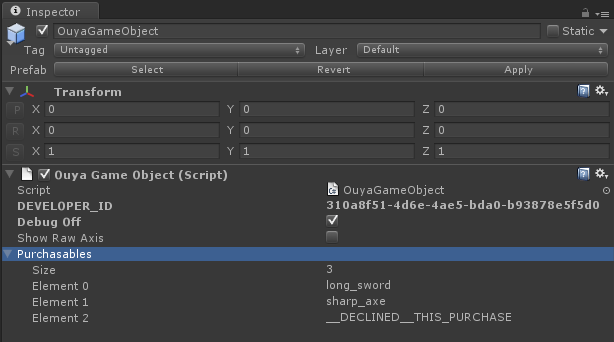 Inspector
OuyaGameObject Static
Tag Untagged Layer Default
Prefab Select Revert Apply
Transform
P X 0 Y 0 Z 0
R X 0 Y 0 Z 0
S X 1 Y 1 Z 1
Ouya Game Object (Script)
Script OuyaGameObject
DEVELOPER_ID 310a8f51-4d6e-4ae5-bda0-b93878e5f5d0
Debug Off
Show Raw Axis
Purchasables
Size 3
Element 0 long_sword
Element 1 sharp_axe
Element 2 __DECLINED__THIS_PURCHASE